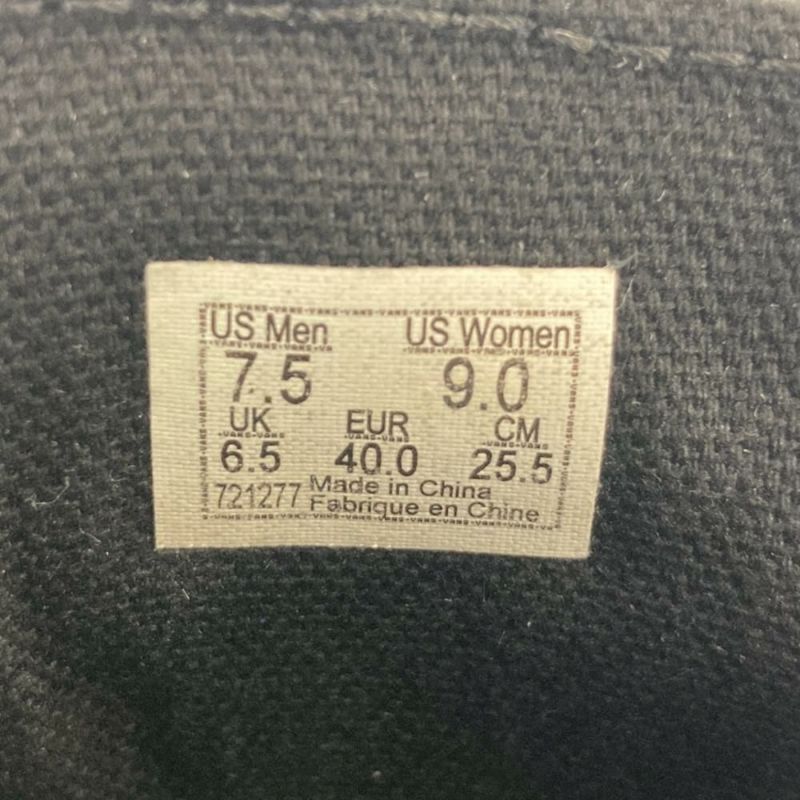 US Men US Women
7.5 9.0
UK EUR CM
6.5 40.0 25.5
721277 Made in China
Fabrique en Chine